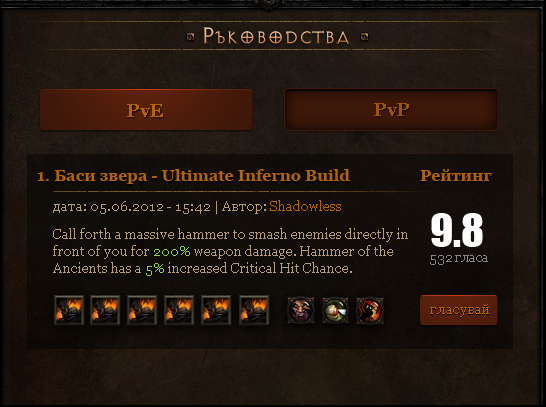 Ръководства
PvE
PvP
1. Баси звера - Ultimate Inferno Build
Рейтинг
дата: 05.06.2012 - 15:42 | Автор: Shadowless
Call forth a massive hammer to smash enemies directly in
front of you for 200% weapon damage. Hammer of the
Ancients has a 5% increased Critical Hit Chance.
9.8
532 гласа
гласувай